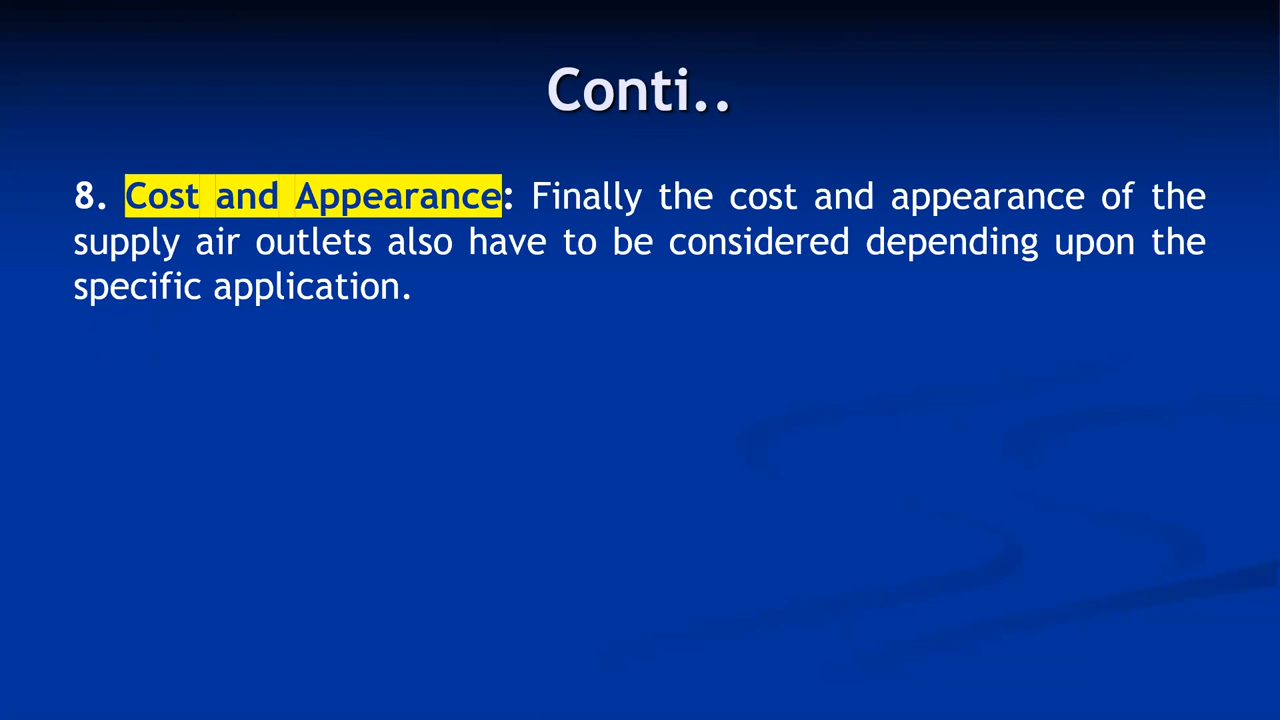 Conti..
8. Cost and Appearance: Finally the cost and appearance of the
supply air outlets also have to be considered depending upon the
specific application.